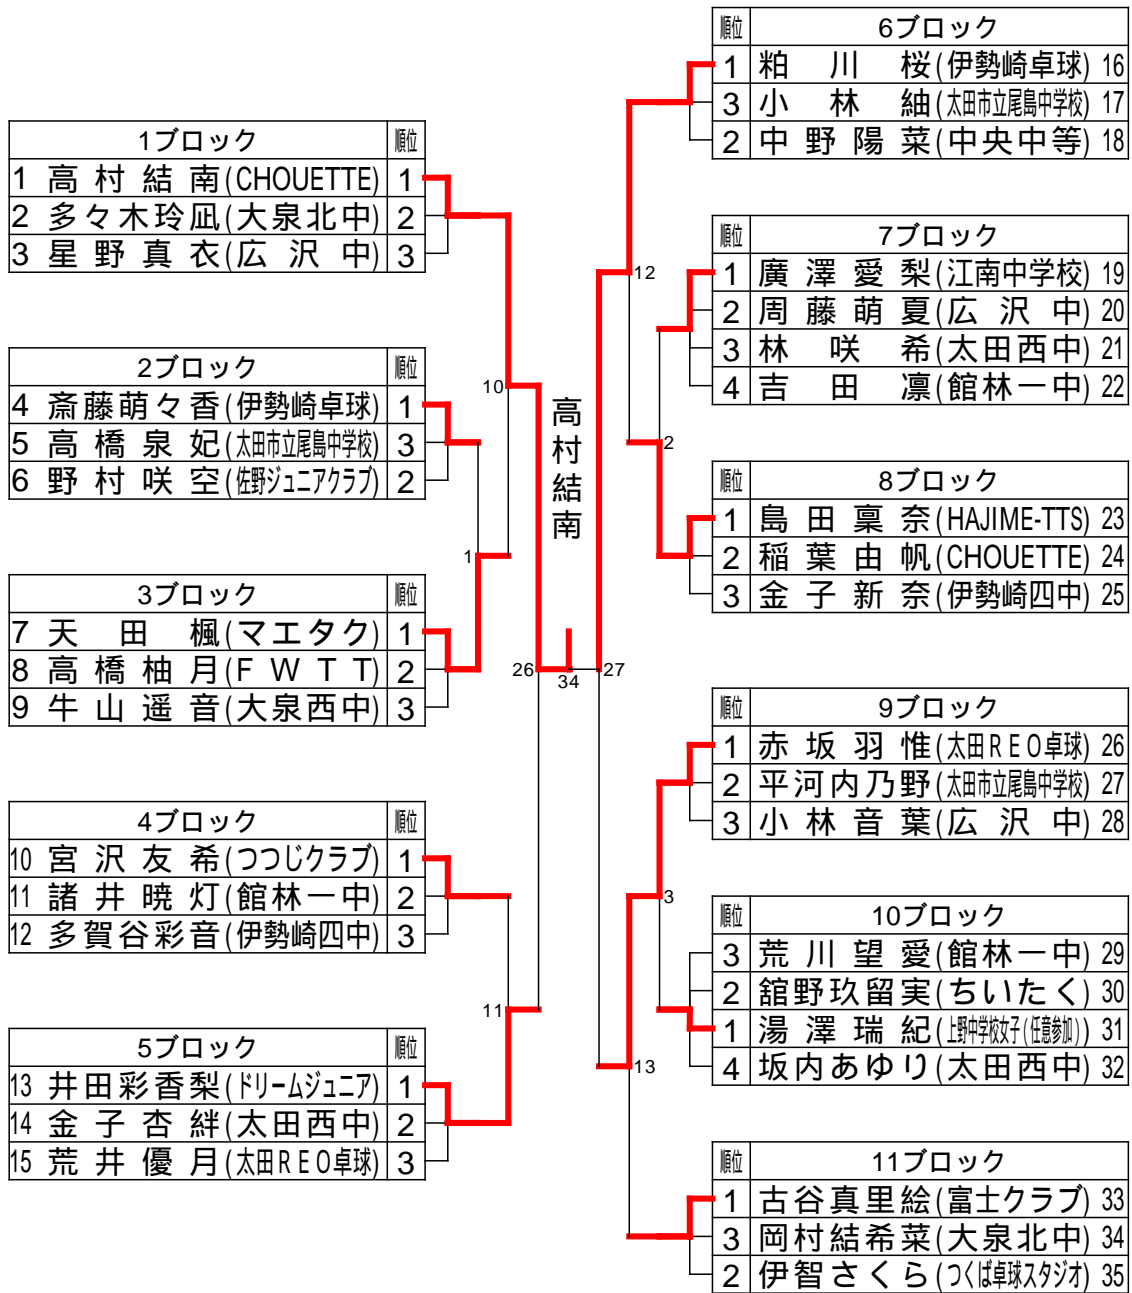 1ブロック 順位
1 高村結南(CHOUETTE) 1
2 多々木玲凪(大泉北中) 2
3 星野真衣(広沢中) 3
2ブロック 順位
4 斎藤萌々香(伊勢崎卓球) 1
5 高橋泉妃(太田市立尾島中学校) 3
6 野村咲空(佐野ジュニアクラブ) 2
3ブロック 順位
7 天田楓(マエタク) 1
8 高橋柚月(FWTT) 2
9 牛山遥音(大泉西中) 3
4ブロック 順位
10 宮沢友希(つつじクラブ) 1
11 諸井暁灯(館林一中) 2
12 多賀谷彩音(伊勢崎四中) 3
5ブロック 順位
13 井田彩香梨(ドリームジュニア) 1
14 金子杏絆(太田西中) 2
15 荒井優月(太田REO卓球) 3
10
1
26
11
高村結南
34
27
12
2
3
13
順位 6ブロック
1 粕川桜(伊勢崎卓球) 16
3 小林紬(太田市立尾島中学校) 17
2 中野陽菜(中央中等) 18
順位 7ブロック
1 廣澤愛梨(江南中学校) 19
2 周藤萌夏(広沢中) 20
3 林咲希(太田西中) 21
4 吉田凛(館林一中) 22
順位 8ブロック
1 島田稟奈(HAJIME-TTS) 23
2 稲葉由帆(CHOUETTE) 24
3 金子新奈(伊勢崎四中) 25
順位 9ブロック
1 赤坂羽惟(太田REO卓球) 26
2 平河内乃野(太田市立尾島中学校) 27
3 小林音葉(広沢中) 28
順位 10ブロック
3 荒川望愛(館林一中) 29
2 舘野玖留実(ちいたく) 30
1 湯澤瑞紀(上野中学校女子(任意参加)) 31
4 坂内あゆり(太田西中) 32
順位 11ブロック
1 古谷真里絵(富士クラブ) 33
3 岡村結希菜(大泉北中) 34
2 伊智さくら(つくば卓球スタジオ) 35